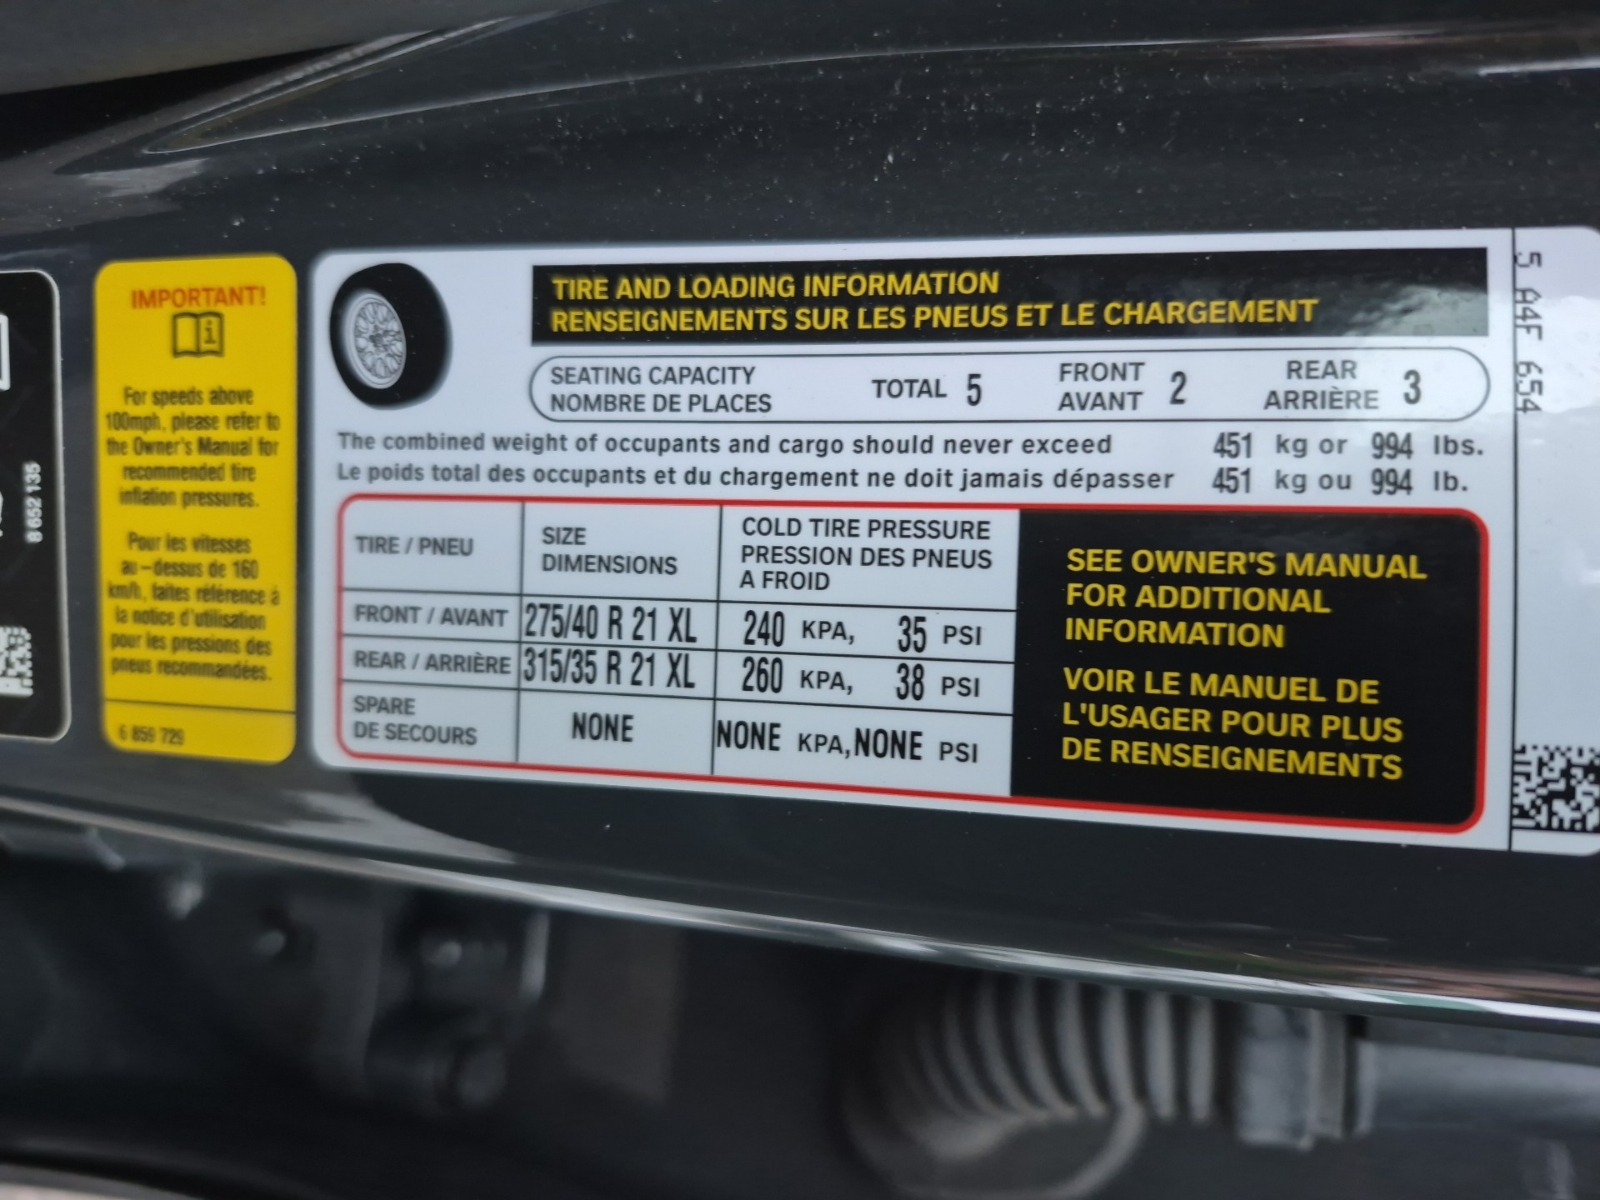 8 652 135
IMPORTANT!
i
For speeds above
100mph, please refer to
the Owner's Manual for
recommended tire
inflation pressures.
Pour les vitesses
au-dessus de 160
km/h, faites référence à
la notice d'utilisation
pour les pressions des
pneus recommandées.
6 859 729
TIRE AND LOADING INFORMATION
RENSEIGNEMENTS SUR LES PNEUS ET LE CHARGEMENT
SEATING CAPACITY
NOMBRE DE PLACES
TOTAL 5
FRONT
AVANT 2
REAR
ARRIÈRE 3
The combined weight of occupants and cargo should never exceed 451 kg or 994 lbs.
Le poids total des occupants et du chargement ne doit jamais dépasser 451 kg ou 994 lb.
TIRE / PNEU
SIZE
DIMENSIONS
COLD TIRE PRESSURE
PRESSION DES PNEUS
A FROID
FRONT / AVANT 275/40 R 21 XL 240 KPA, 35 PSI
REAR / ARRIÈRE 315/35 R 21 XL 260 KPA, 38 PSI
SPARE
DE SECOURS
NONE NONE KPA, NONE PSI
SEE OWNER'S MANUAL
FOR ADDITIONAL
INFORMATION
VOIR LE MANUEL DE
L'USAGER POUR PLUS
DE RENSEIGNEMENTS
5 A4F 654